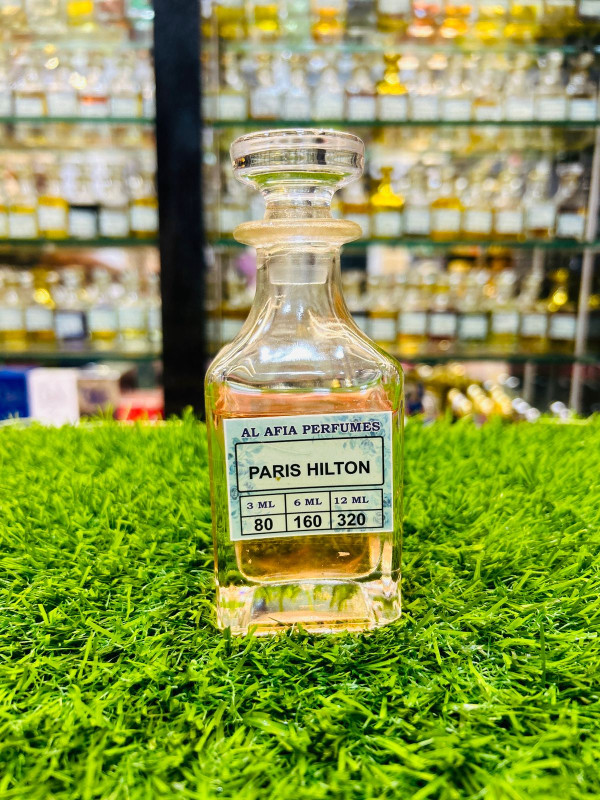 AL AFIA PERFUMES
PARIS HILTON
3 ML 6 ML 12 ML
80 160 320